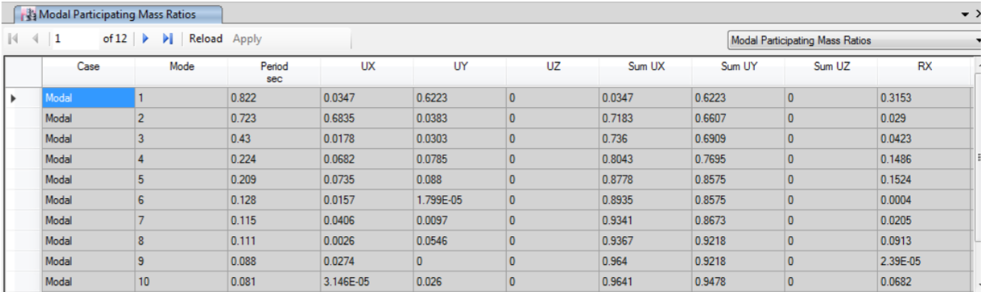 Modal Participating Mass Ratios
1 of 12 Reload Apply Modal Participating Mass Ratios
Case Mode Period sec UX UY UZ Sum UX Sum UY Sum UZ RX
Modal 1 0.822 0.0347 0.6223 0 0.0347 0.6223 0 0.3153
Modal 2 0.723 0.6835 0.0383 0 0.7183 0.6607 0 0.029
Modal 3 0.43 0.0178 0.0303 0 0.736 0.6909 0 0.0423
Modal 4 0.224 0.0682 0.0785 0 0.8043 0.7695 0 0.1486
Modal 5 0.209 0.0735 0.088 0 0.8778 0.8575 0 0.1524
Modal 6 0.128 0.0157 1.799E-05 0 0.8935 0.8575 0 0.0004
Modal 7 0.115 0.0406 0.0097 0 0.9341 0.8673 0 0.0205
Modal 8 0.111 0.0026 0.0546 0 0.9367 0.9218 0 0.0913
Modal 9 0.088 0.0274 0 0 0.964 0.9218 0 2.39E-05
Modal 10 0.081 3.146E-05 0.026 0 0.9641 0.9478 0 0.0682